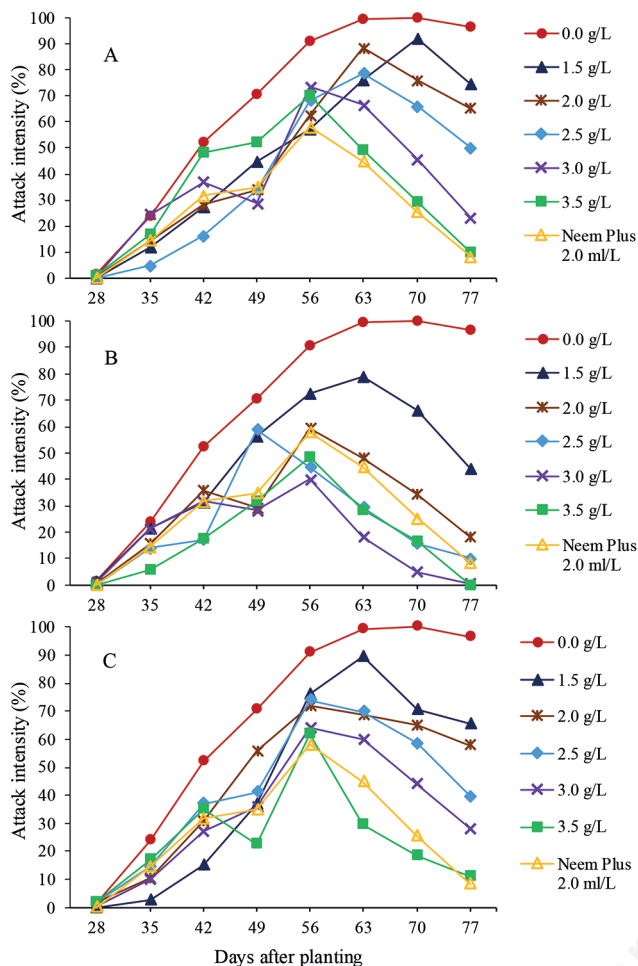 A
Attack intensity (%)
100
90
80
70
60
50
40
30
20
10
0
28 35 42 49 56 63 70 77
0.0 g/L
1.5 g/L
2.0 g/L
2.5 g/L
3.0 g/L
3.5 g/L
Neem Plus
2.0 ml/L
B
Attack intensity (%)
100
90
80
70
60
50
40
30
20
10
0
28 35 42 49 56 63 70 77
0.0 g/L
1.5 g/L
2.0 g/L
2.5 g/L
3.0 g/L
3.5 g/L
Neem Plus
2.0 ml/L
C
Attack intensity (%)
100
90
80
70
60
50
40
30
20
10
0
28 35 42 49 56 63 70 77
Days after planting
0.0 g/L
1.5 g/L
2.0 g/L
2.5 g/L
3.0 g/L
3.5 g/L
Neem Plus
2.0 ml/L